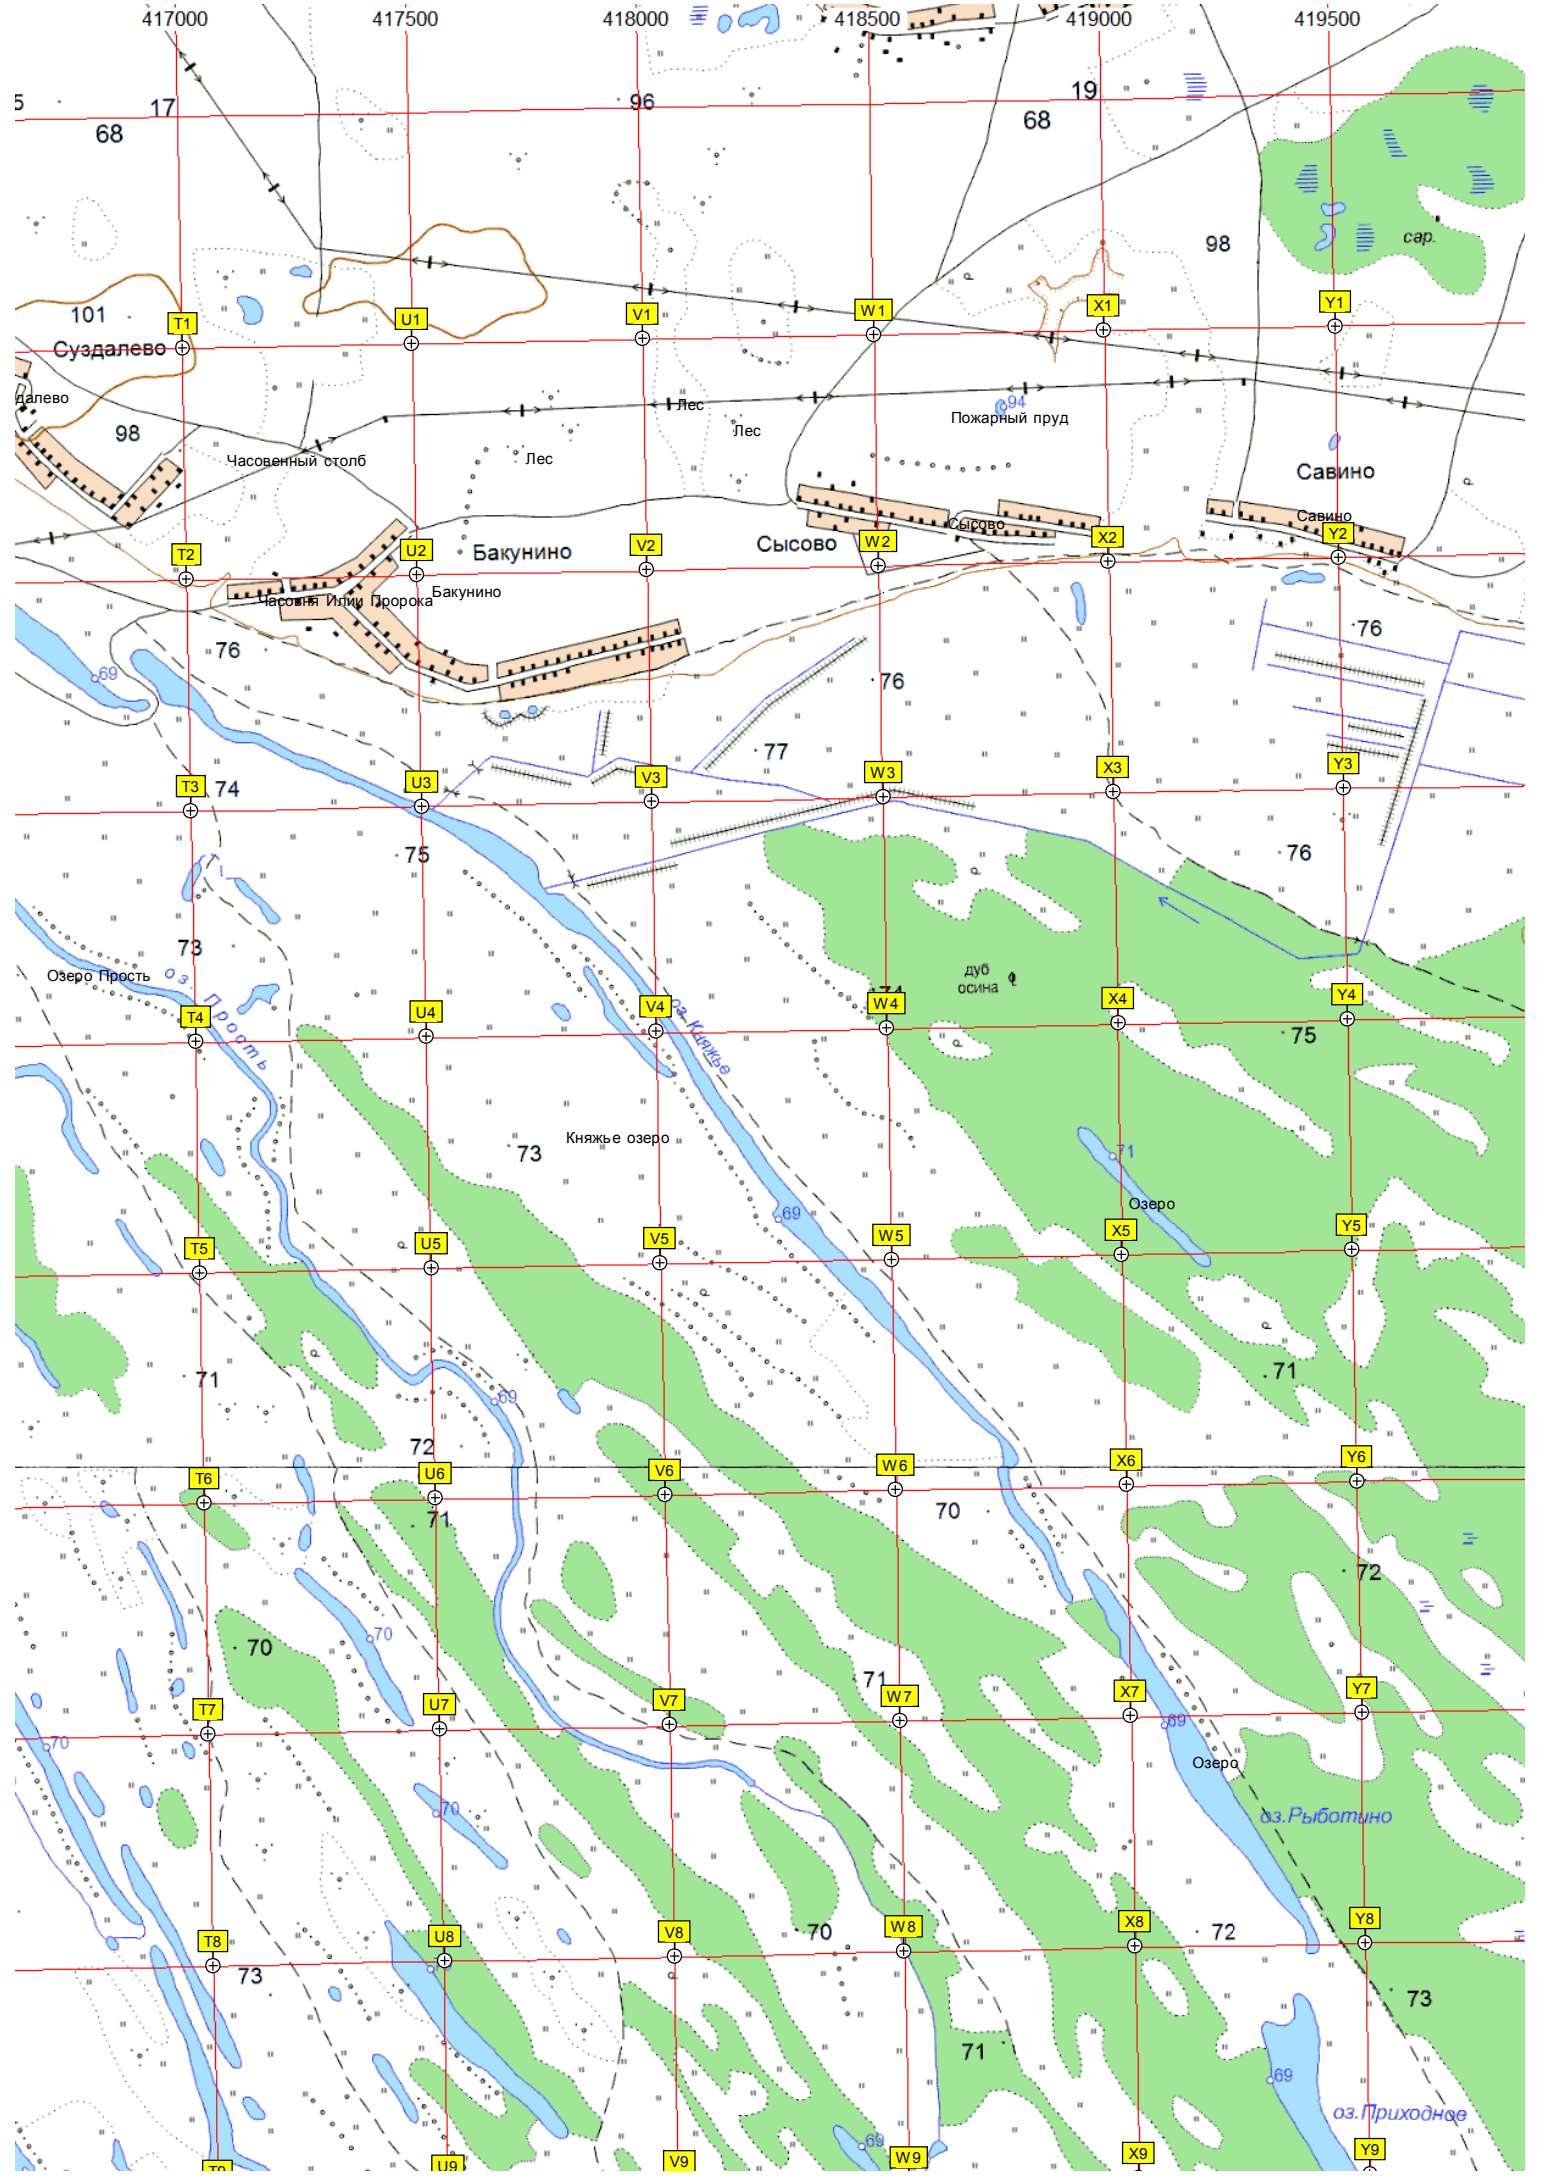 417000 417500 418000 418500 419000 419500
5 17 96 19
68 68
98
сар.
101
T1 U1 V1 W1 X1 Y1
Суздалево
далево Лес 94
Пожарный пруд
98 Лес
Часовенный столб Лес Савино
Сысово Савино
T2 U2 V2 W2 X2 Y2
Бакунино Сысово
Часовня Илии Пророка Бакунино
76 76
69 76
77
T3 U3 V3 W3 X3 Y3
74
75 76
73
Озеро Прость дуб
осина
оз. Прость
оз. Княжье
T4 U4 V4 W4 X4 Y4
75
73 Княжье озеро 71
Озеро
69
T5 U5 V5 W5 X5 Y5
71 71
69
72
T6 U6 V6 W6 X6 Y6
71 70
72
70 70
71
T7 U7 V7 W7 X7 Y7
70 69
Озеро
70 оз.Рыботино
T8 U8 V8 W8 X8 Y8
70 72
73 73
71
69
оз.Приходное
69
T9 U9 V9 W9 X9 Y9